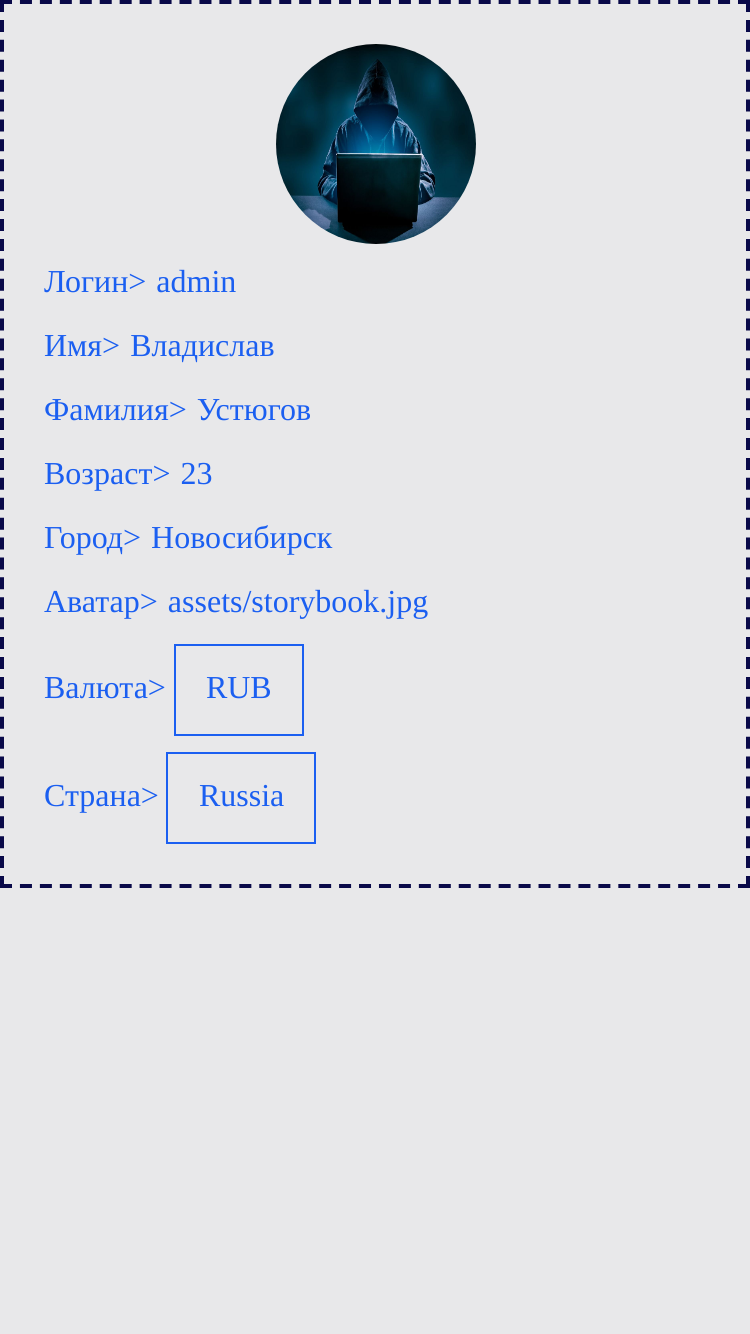 Логин> admin
Имя> Владислав
Фамилия> Устюгов
Возраст> 23
Город> Новосибирск
Аватар> assets/storybook.jpg
Валюта> RUB
Страна> Russia